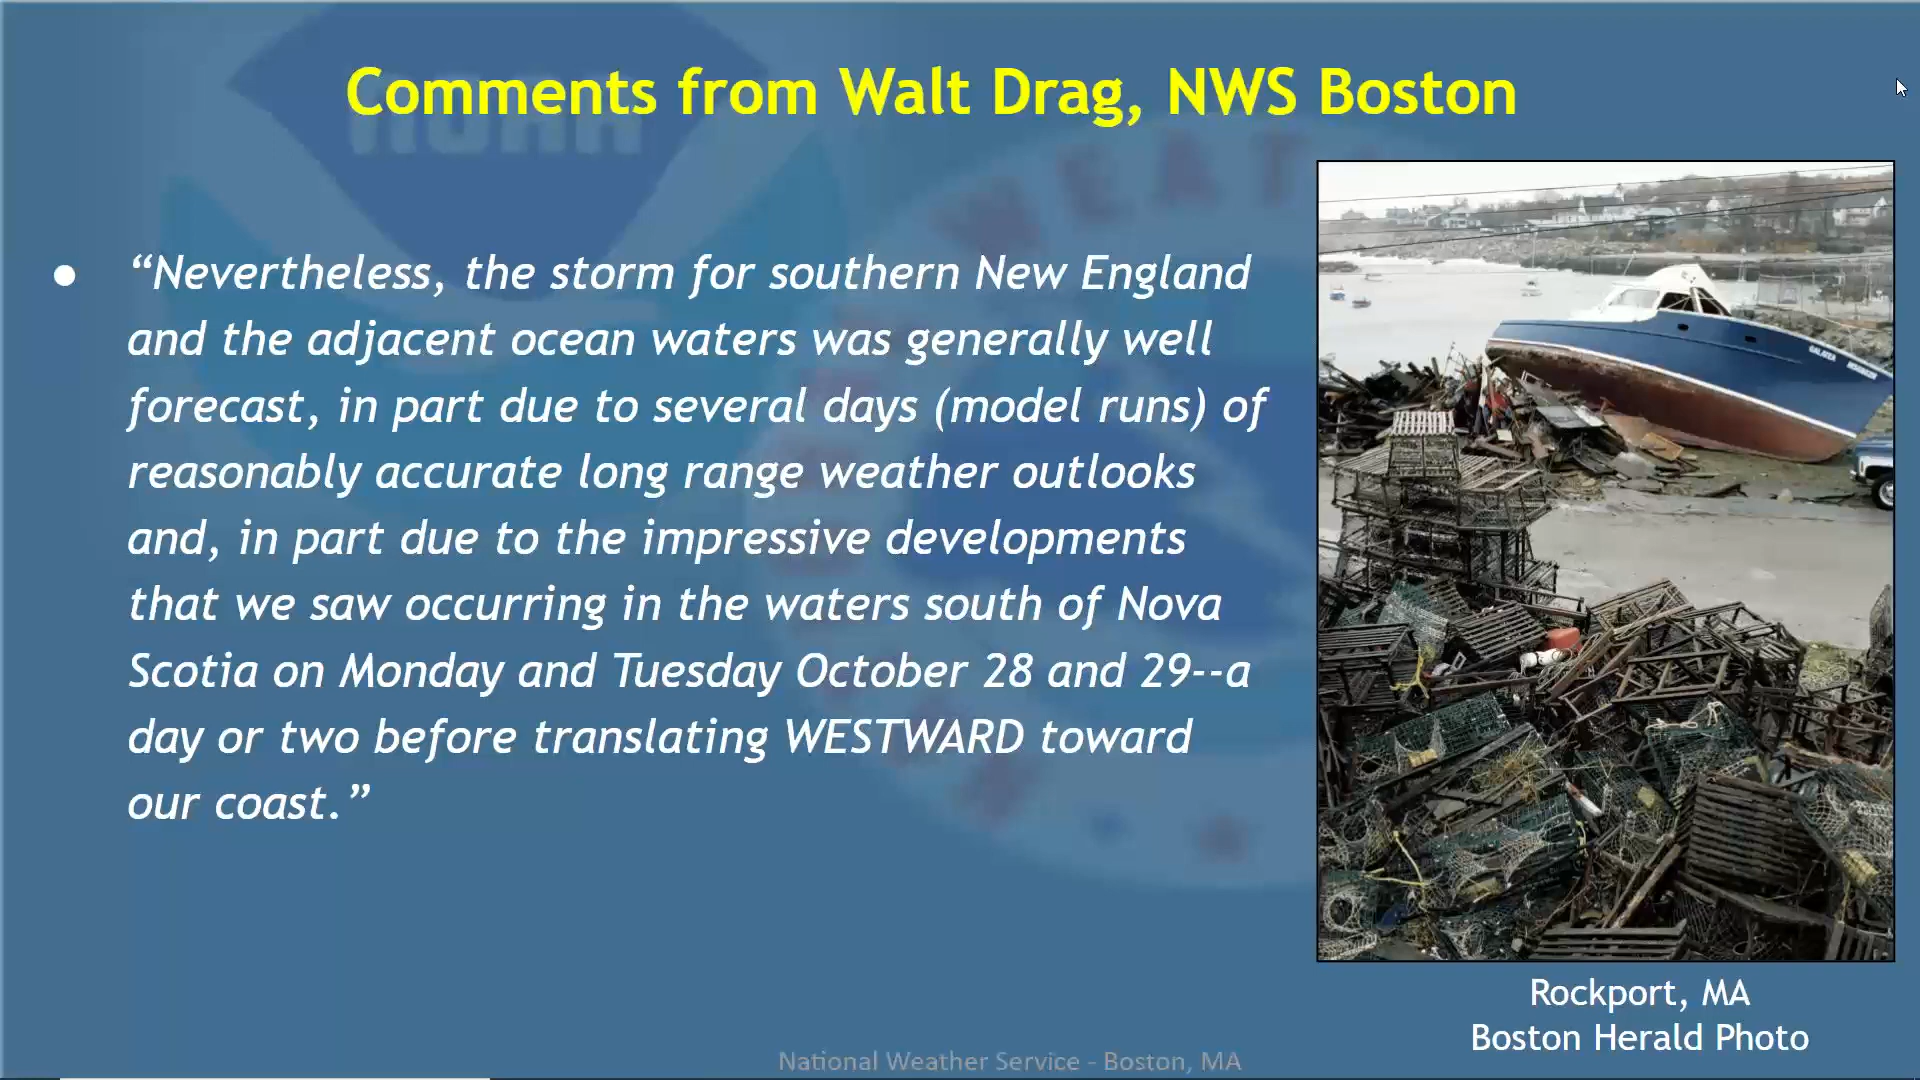 Comments from Walt Drag, NWS Boston
NOAA
WEAT
● “Nevertheless, the storm for southern New England
and the adjacent ocean waters was generally well
forecast, in part due to several days (model runs) of
reasonably accurate long range weather outlooks
and, in part due to the impressive developments
that we saw occurring in the waters south of Nova
Scotia on Monday and Tuesday October 28 and 29--a
day or two before translating WESTWARD toward
our coast.”
GALATEA
Rockport, MA
Boston Herald Photo
National Weather Service - Boston, MA